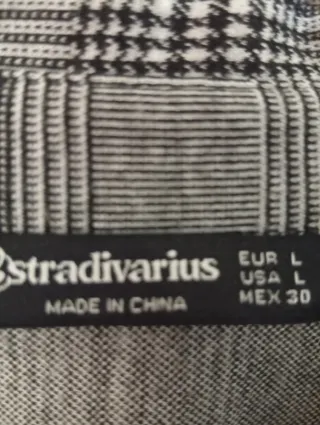 stradivarius
MADE IN CHINA
EUR L
USA L
MEX 30